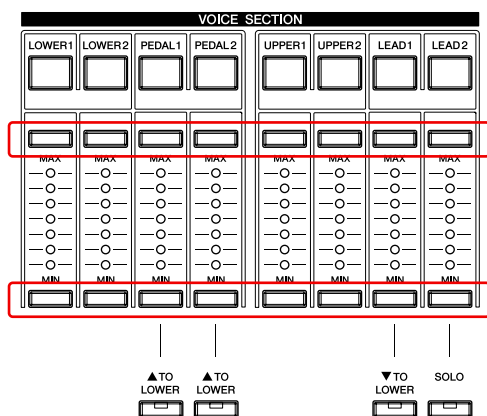 VOICE SECTION
LOWER1 LOWER2 PEDAL1 PEDAL2 UPPER1 UPPER2 LEAD1 LEAD2
MAX MAX MAX MAX MAX MAX MAX MAX
MIN MIN MIN MIN MIN MIN MIN MIN
▲TO ▲TO ▼TO SOLO
LOWER LOWER LOWER